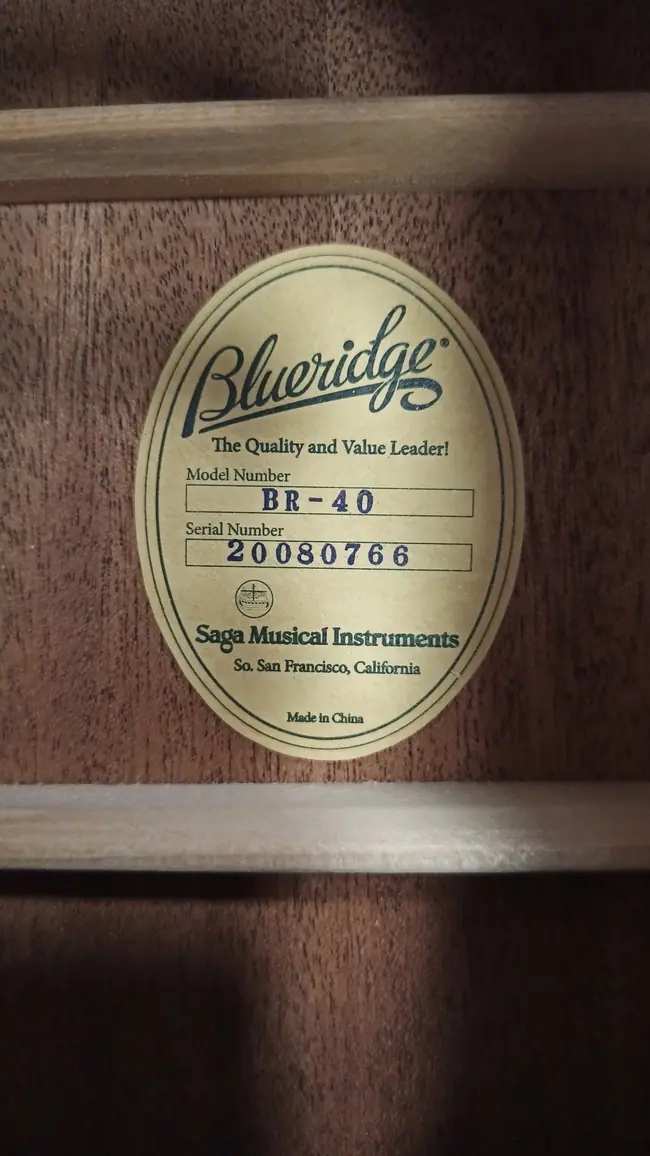 Blueridge®
The Quality and Value Leader!
Model Number
BR-40
Serial Number
20080766
Saga Musical Instruments
So. San Francisco, California
Made in China